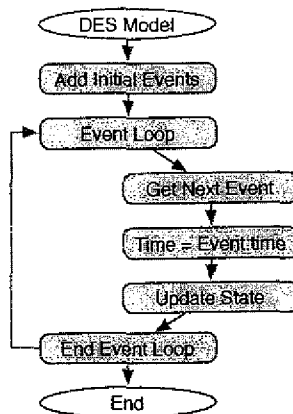 DES Model
Add Initial Events
Event Loop
Get Next Event
Time = Event time
Update State
End Event Loop
End